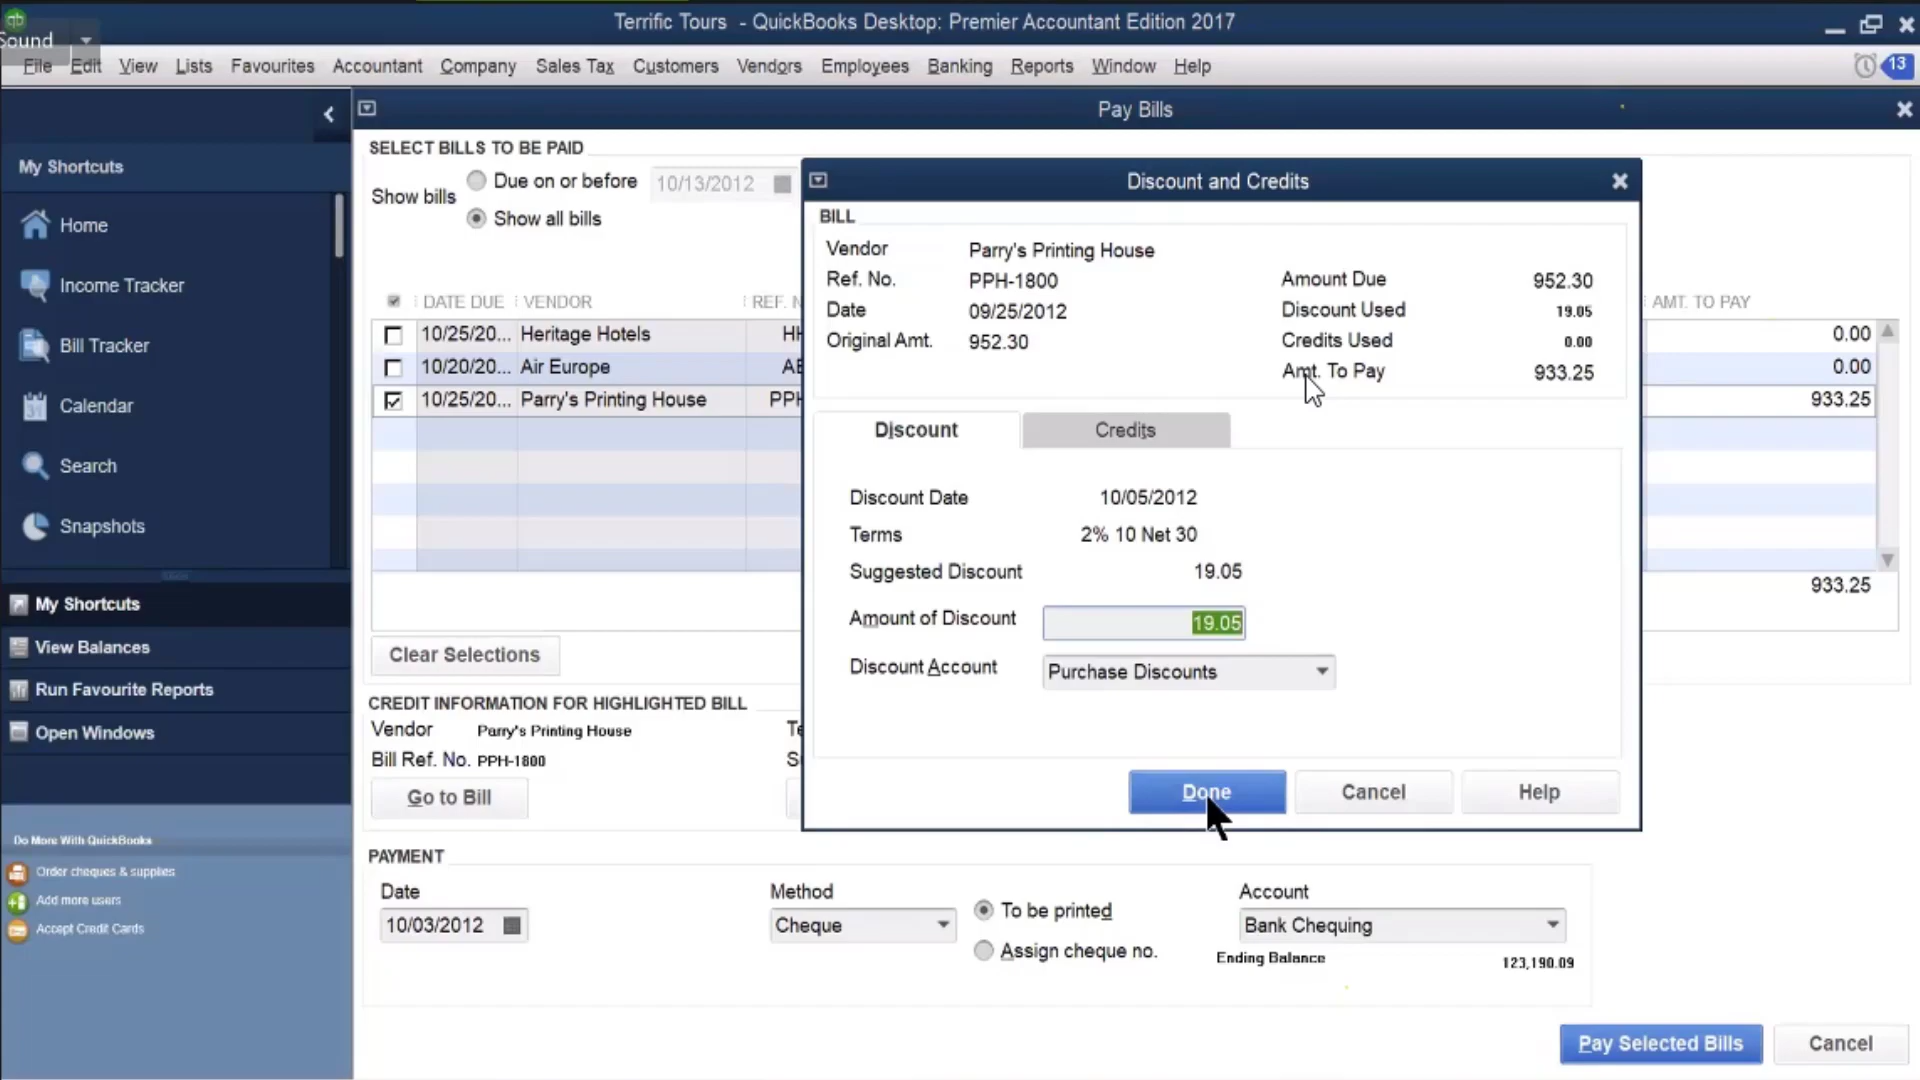 Terrific Tours - QuickBooks Desktop: Premier Accountant Edition 2017
Sound
File Edit View Lists Favourites Accountant Company Sales Tax Customers Vendors Employees Banking Reports Window Help
13
Pay Bills
My Shortcuts
Home
Income Tracker
Bill Tracker
Calendar
Search
Snapshots
My Shortcuts
View Balances
Run Favourite Reports
Open Windows
Do More With QuickBooks
Order cheques & supplies
Add more users
Accept Credit Cards
SELECT BILLS TO BE PAID
Show bills
Due on or before 10/13/2012
Show all bills
DATE DUE VENDOR REF. N AMT. TO PAY
10/25/20... Heritage Hotels HH 0.00
10/20/20... Air Europe AE 0.00
10/25/20... Parry's Printing House PPH 933.25
933.25
Clear Selections
CREDIT INFORMATION FOR HIGHLIGHTED BILL
Vendor Parry's Printing House Te
Bill Ref. No. PPH-1800
Go to Bill
Discount and Credits
BILL
Vendor Parry's Printing House
Ref. No. PPH-1800 Amount Due 952.30
Date 09/25/2012 Discount Used 19.05
Original Amt. 952.30 Credits Used 0.00
Amt. To Pay 933.25
Discount Credits
Discount Date 10/05/2012
Terms 2% 10 Net 30
Suggested Discount 19.05
Amount of Discount 19.05
Discount Account Purchase Discounts
Done Cancel Help
PAYMENT
Date Method Account
10/03/2012 Cheque To be printed Bank Chequing
Assign cheque no. Ending Balance 123,190.09
Pay Selected Bills Cancel